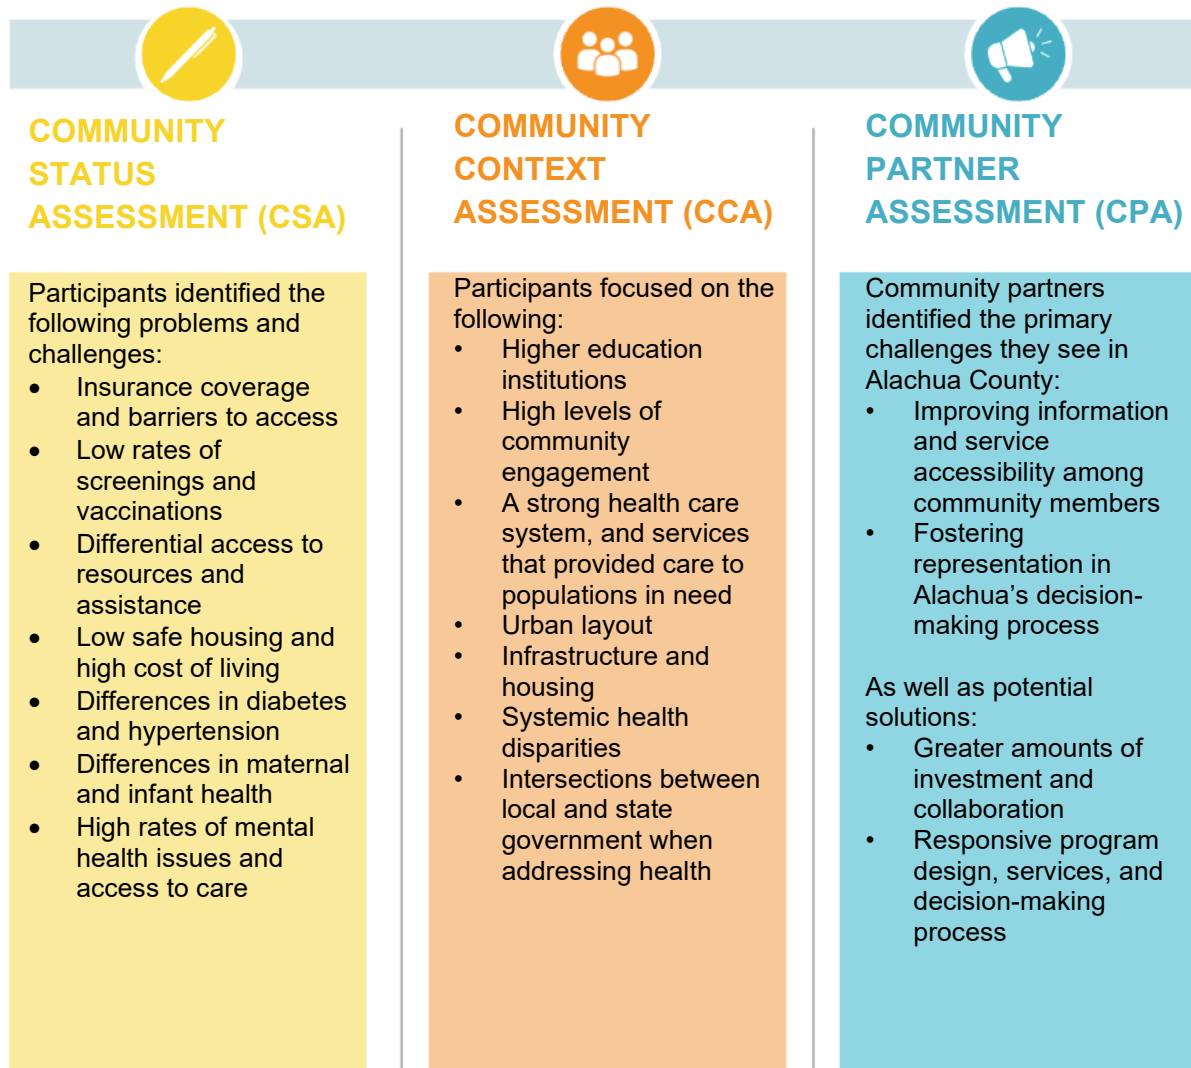 COMMUNITY
STATUS
ASSESSMENT (CSA)
Participants identified the
following problems and
challenges:
• Insurance coverage
and barriers to access
• Low rates of
screenings and
vaccinations
• Differential access to
resources and
assistance
• Low safe housing and
high cost of living
• Differences in diabetes
and hypertension
• Differences in maternal
and infant health
• High rates of mental
health issues and
access to care
COMMUNITY
CONTEXT
ASSESSMENT (CCA)
Participants focused on the
following:
• Higher education
institutions
• High levels of
community
engagement
• A strong health care
system, and services
that provided care to
populations in need
• Urban layout
• Infrastructure and
housing
• Systemic health
disparities
• Intersections between
local and state
government when
addressing health
COMMUNITY
PARTNER
ASSESSMENT (CPA)
Community partners
identified the primary
challenges they see in
Alachua County:
• Improving information
and service
accessibility among
community members
• Fostering
representation in
Alachua’s decision-
making process
As well as potential
solutions:
• Greater amounts of
investment and
collaboration
• Responsive program
design, services, and
decision-making
process